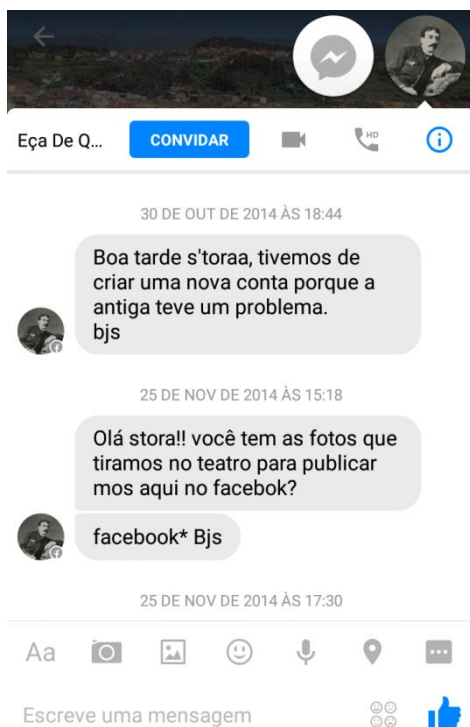 Eça De Q...
CONVIDAR
HD
30 DE OUT DE 2014 ÀS 18:44
Boa tarde s'toraa, tivemos de
criar uma nova conta porque a
antiga teve um problema.
bjs
25 DE NOV DE 2014 ÀS 15:18
Olá stora!! você tem as fotos que
tiramos no teatro para publicar
mos aqui no facebok?
facebook* Bjs
25 DE NOV DE 2014 ÀS 17:30
Aa
Escreve uma mensagem